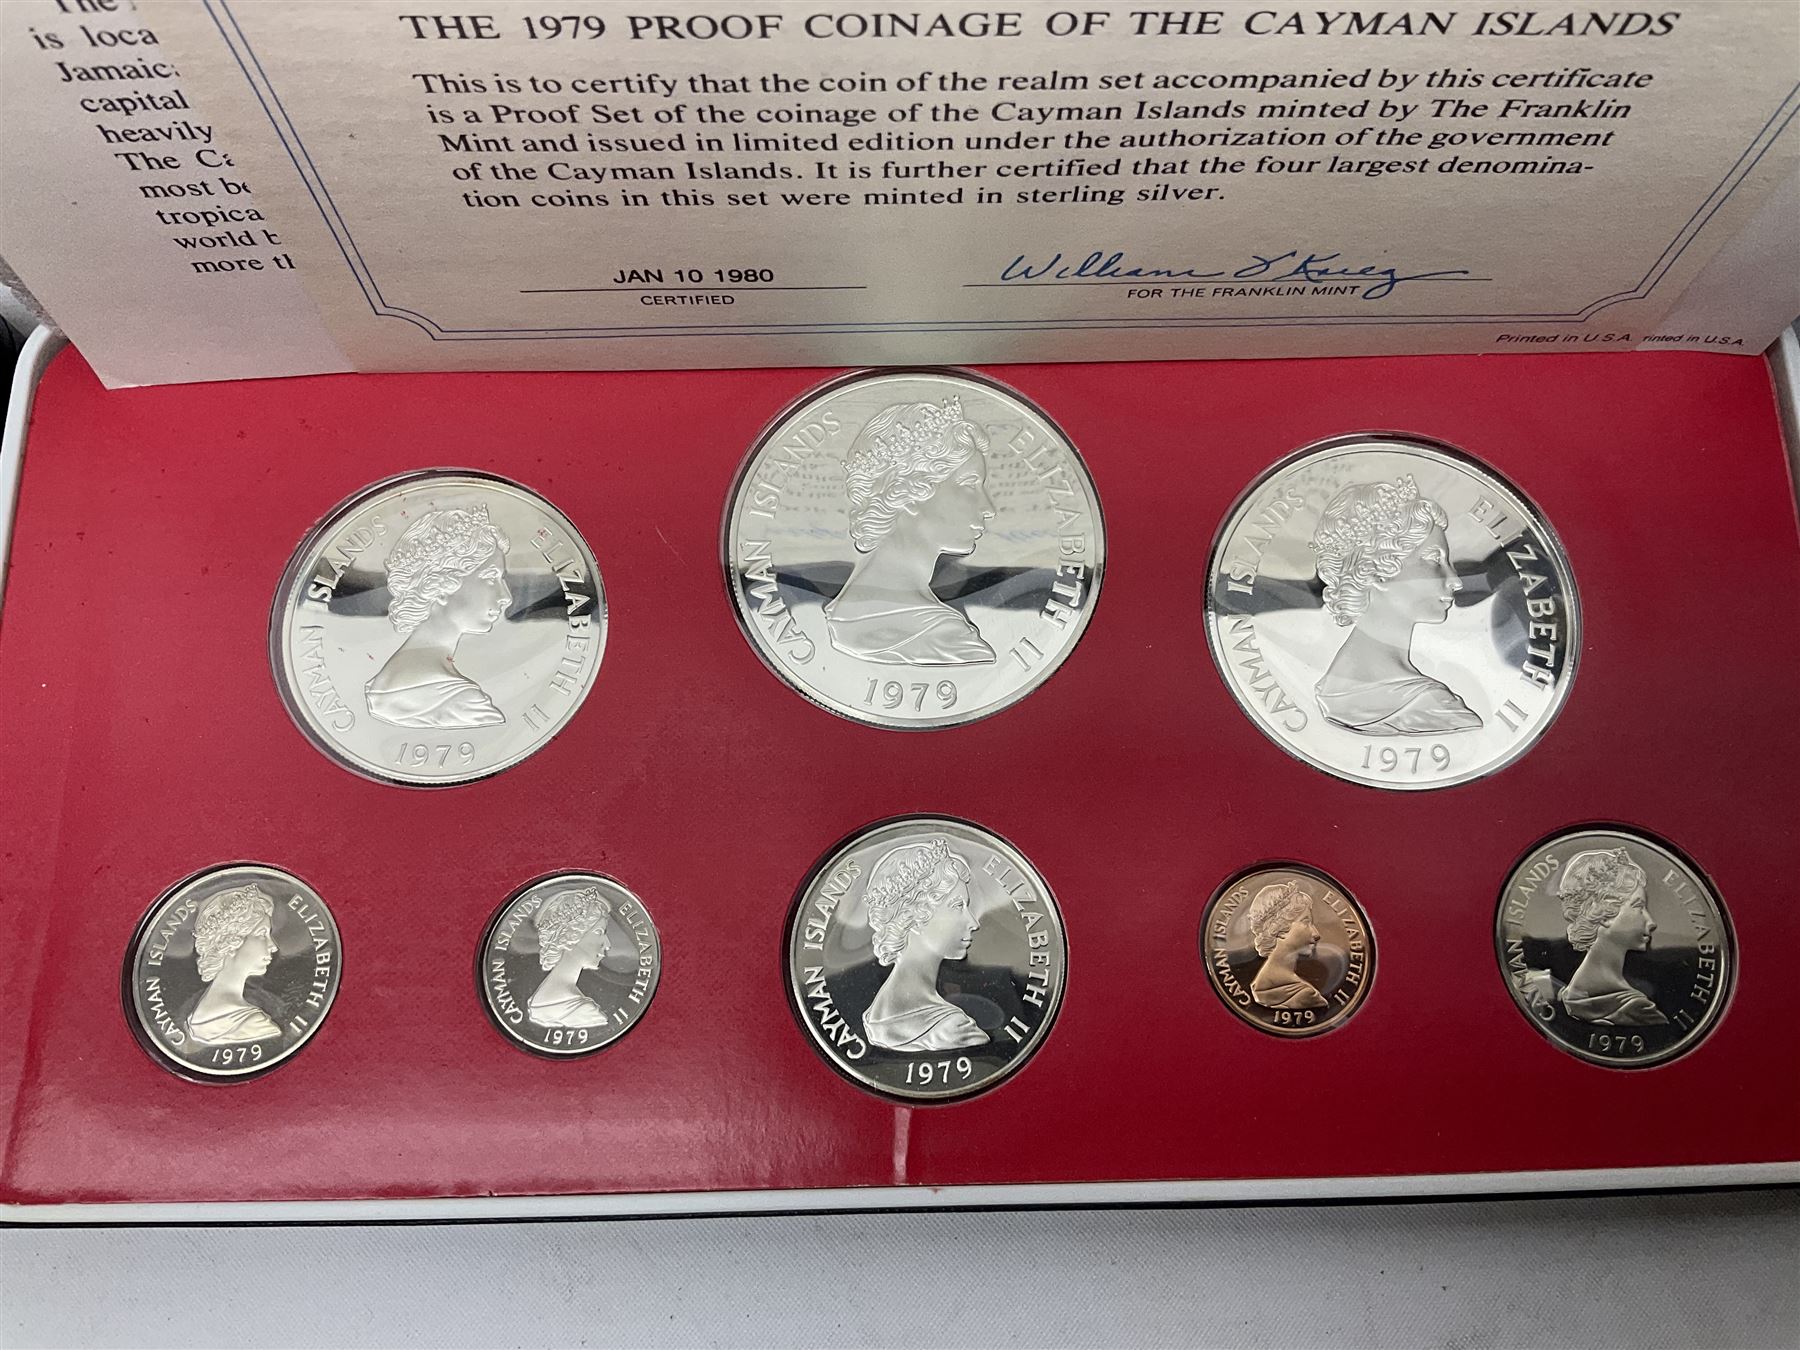 is loca
Jamaic
capital
heavily
The Ca
most be
tropica
world b
more th
THE 1979 PROOF COINAGE OF THE CAYMAN ISLANDS
This is to certify that the coin of the realm set accompanied by this certificate
is a Proof Set of the coinage of the Cayman Islands minted by The Franklin
Mint and issued in limited edition under the authorization of the government
of the Cayman Islands. It is further certified that the four largest denomina-
tion coins in this set were minted in sterling silver.
JAN 10 1980
CERTIFIED
FOR THE FRANKLIN MINT
Printed in U.S.A. rinted in U.S.A.
CAYMAN ISLANDS ELIZABETH II
1979
CAYMAN ISLANDS ELIZABETH II
1979
CAYMAN ISLANDS ELIZABETH II
1979
CAYMAN ISLANDS ELIZABETH II
1979
CAYMAN ISLANDS ELIZABETH II
1979
CAYMAN ISLANDS ELIZABETH II
1979
CAYMAN ISLANDS ELIZABETH II
1979
CAYMAN ISLANDS ELIZABETH II
1979